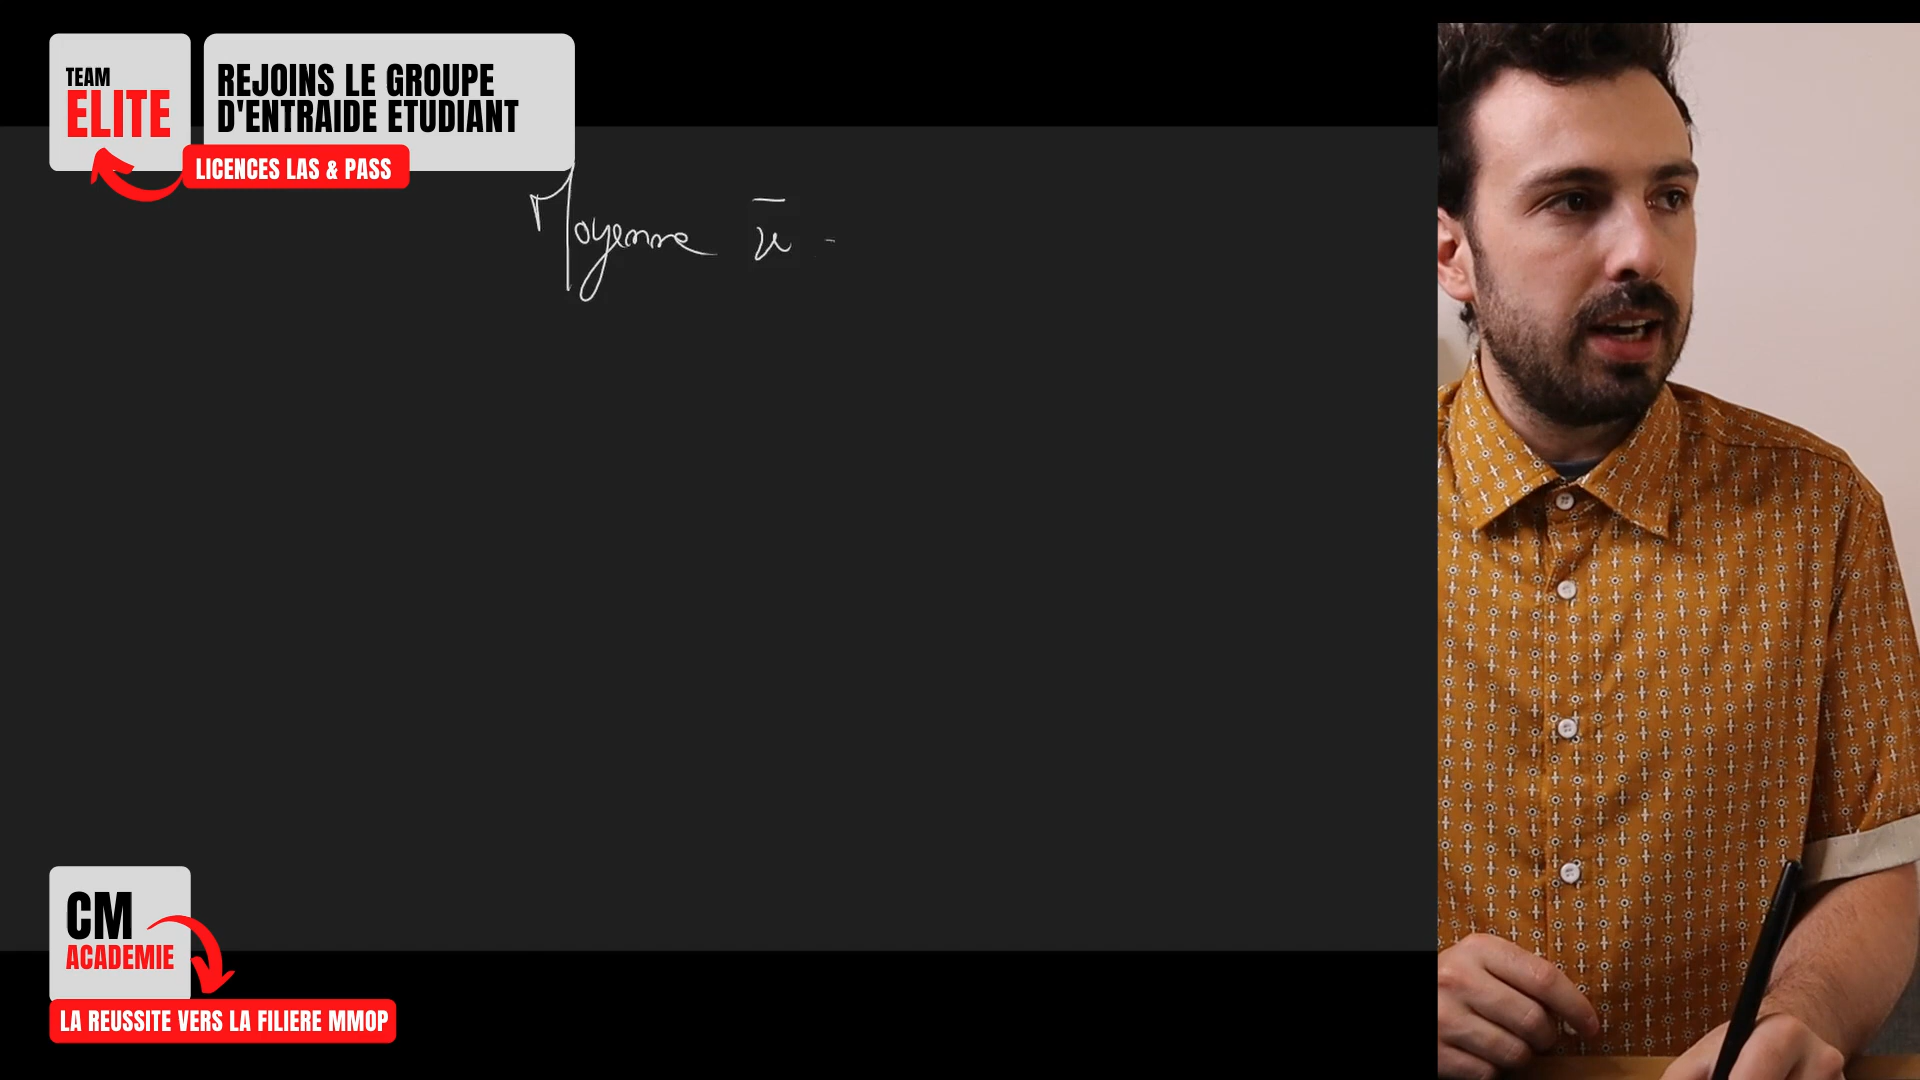 TEAM
ELITE
REJOINS LE GROUPE
D'ENTRAIDE ETUDIANT
LICENCES LAS & PASS
Moyenne x̄ -
CM
ACADEMIE
LA REUSSITE VERS LA FILIERE MMOP